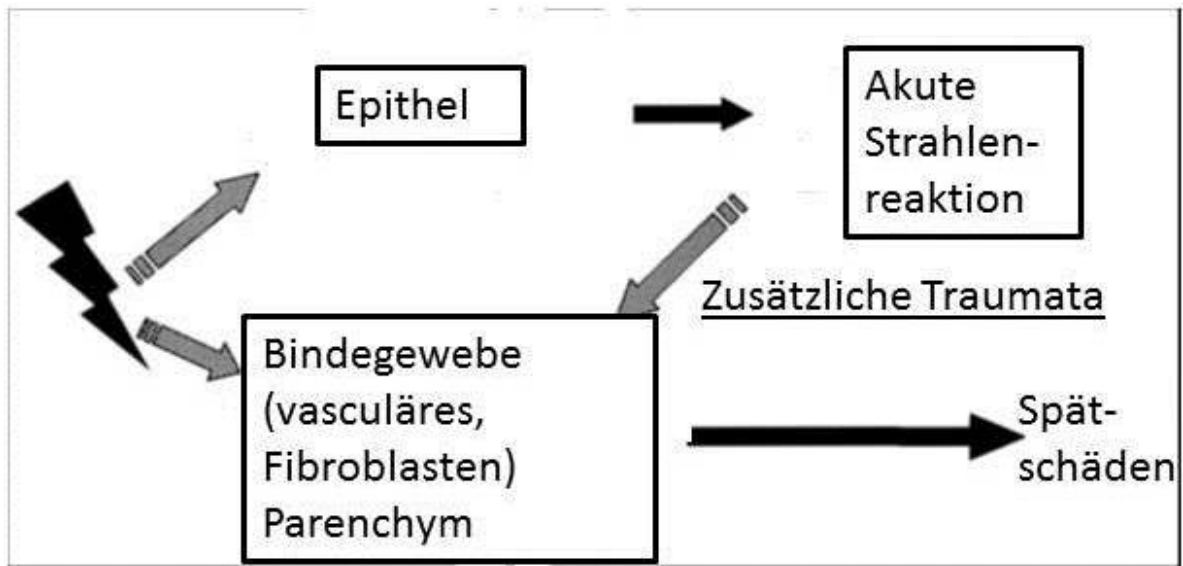 Epithel
Akute
Strahlen-
reaktion
Zusätzliche Traumata
Bindegewebe
(vasculäres,
Fibroblasten)
Parenchym
Spät-
schäden